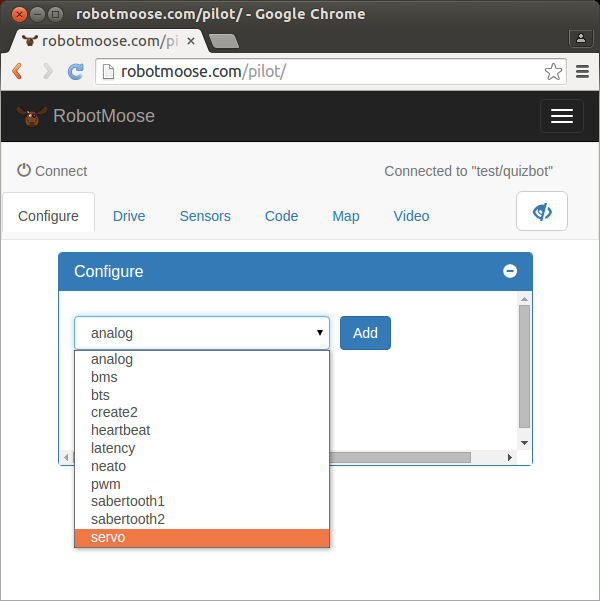 robotmoose.com/pilot/ - Google Chrome
robotmoose.com/pi
robotmoose.com/pilot/
RobotMoose
Connect
Connected to "test/quizbot"
Configure Drive Sensors Code Map Video
Configure
analog
Add
analog
bms
bts
create2
heartbeat
latency
neato
pwm
sabertooth1
sabertooth2
servo